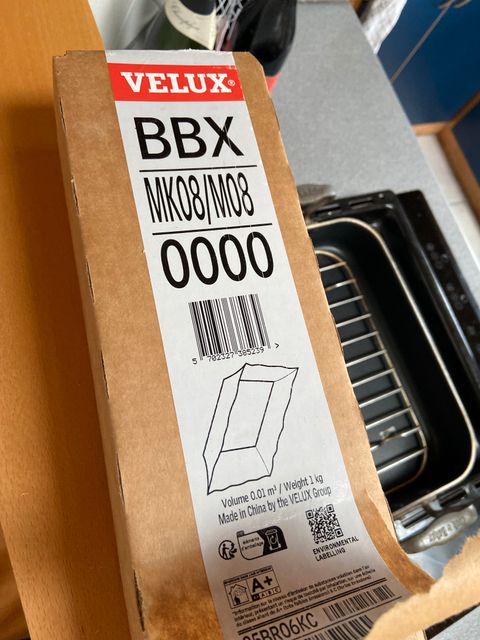 VELUX®
BBX
MK08/M08
0000
5 702327 385239 >
Volume 0.01 m³ / Weight 1 kg
Made in China by the VELUX Group
ENVIRONMENTAL
LABELLING
A+